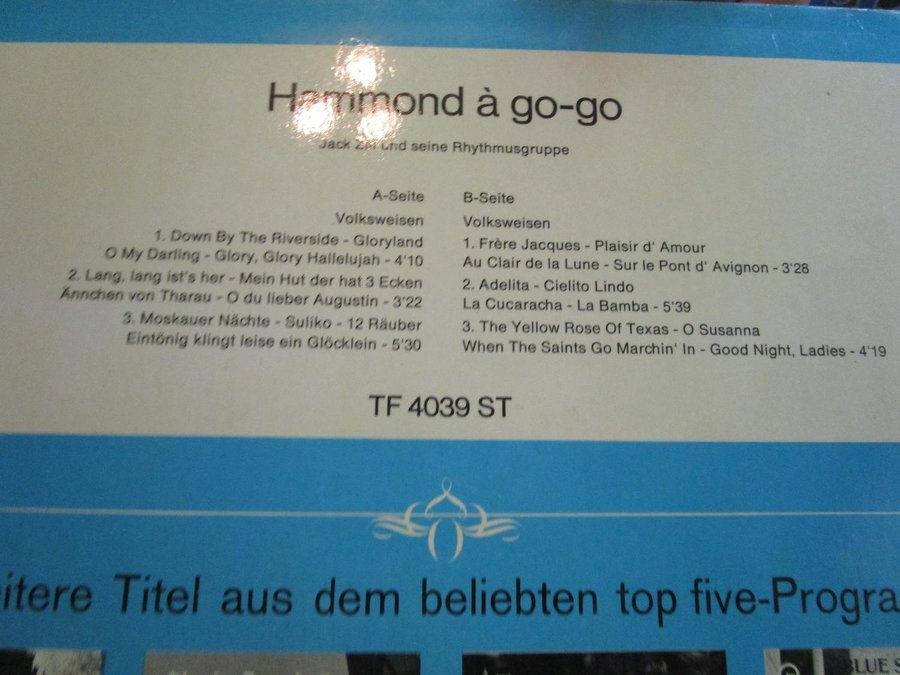 Hammond à go-go
Jack und seine Rhythmusgruppe
A-Seite
Volksweisen
1. Down By The Riverside - Gloryland
O My Darling - Glory, Glory Hallelujah - 4'10
2. Lang, lang ist's her - Mein Hut der hat 3 Ecken
Ännchen von Tharau - O du lieber Augustin - 3'22
3. Moskauer Nächte - Suliko - 12 Räuber
Eintönig klingt leise ein Glöcklein - 5'30
B-Seite
Volksweisen
1. Frère Jacques - Plaisir d' Amour
Au Clair de la Lune - Sur le Pont d' Avignon - 3'28
2. Adelita - Cielito Lindo
La Cucaracha - La Bamba - 5'39
3. The Yellow Rose Of Texas - O Susanna
When The Saints Go Marchin' In - Good Night, Ladies - 4'19
TF 4039 ST
itere Titel aus dem beliebten top five-Progra
BLUE S